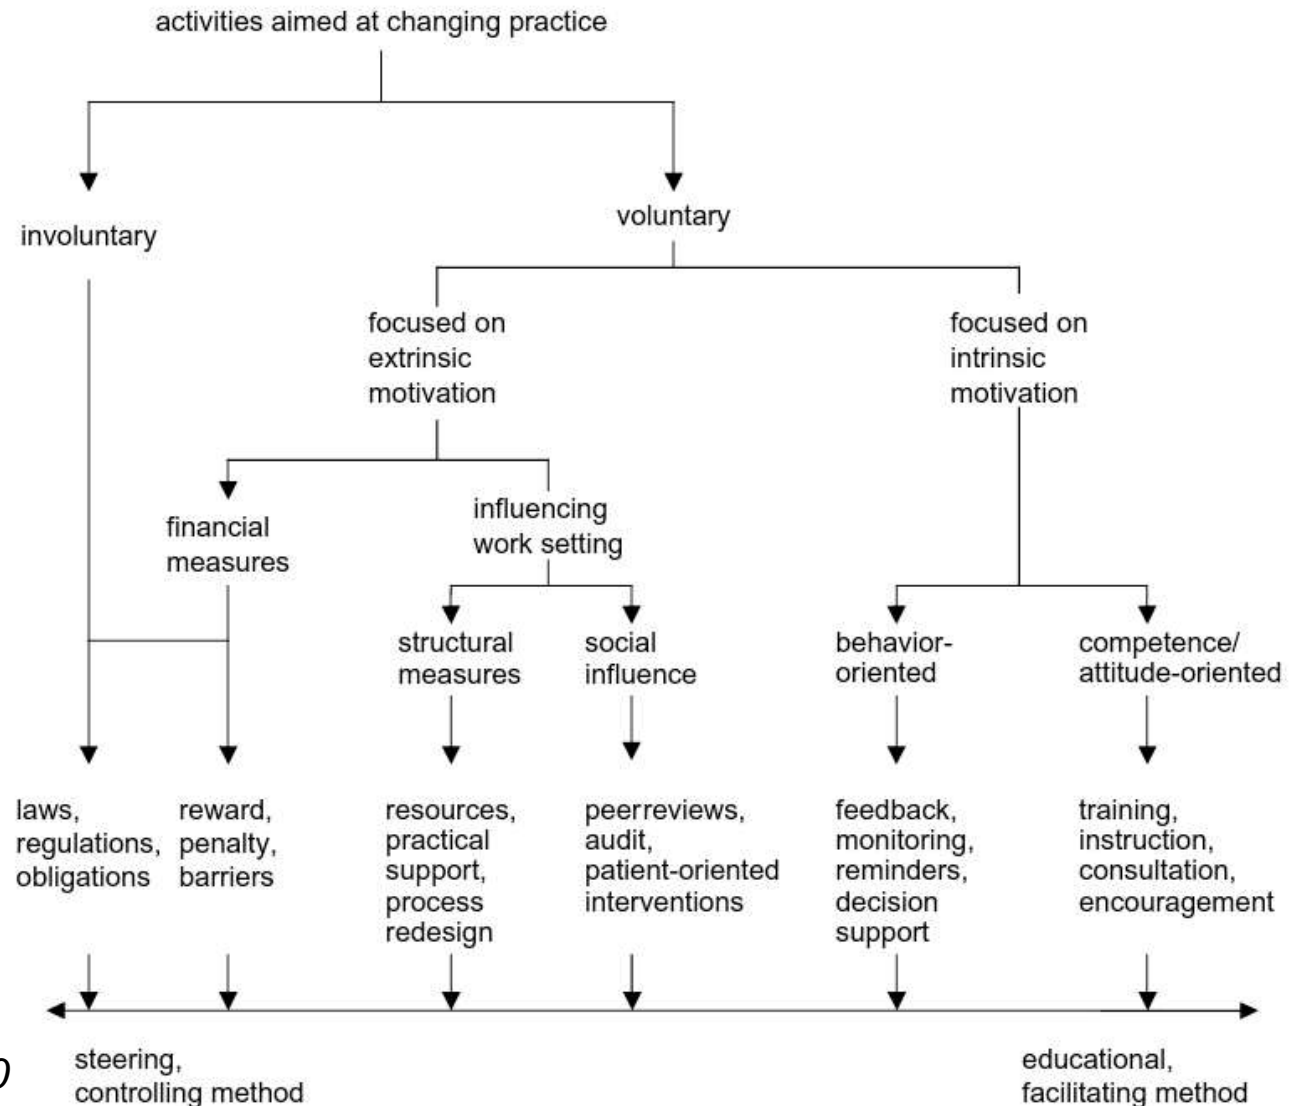 activities aimed at changing practice
involuntary
voluntary
focused on
extrinsic
motivation
focused on
intrinsic
motivation
financial
measures
influencing
work setting
structural
measures
social
influence
behavior-
oriented
competence/
attitude-oriented
laws,
regulations,
obligations
reward,
penalty,
barriers
resources,
practical
support,
process
redesign
peerreviews,
audit,
patient-oriented
interventions
feedback,
monitoring,
reminders,
decision
support
training,
instruction,
consultation,
encouragement
steering,
controlling method
educational,
facilitating method
0